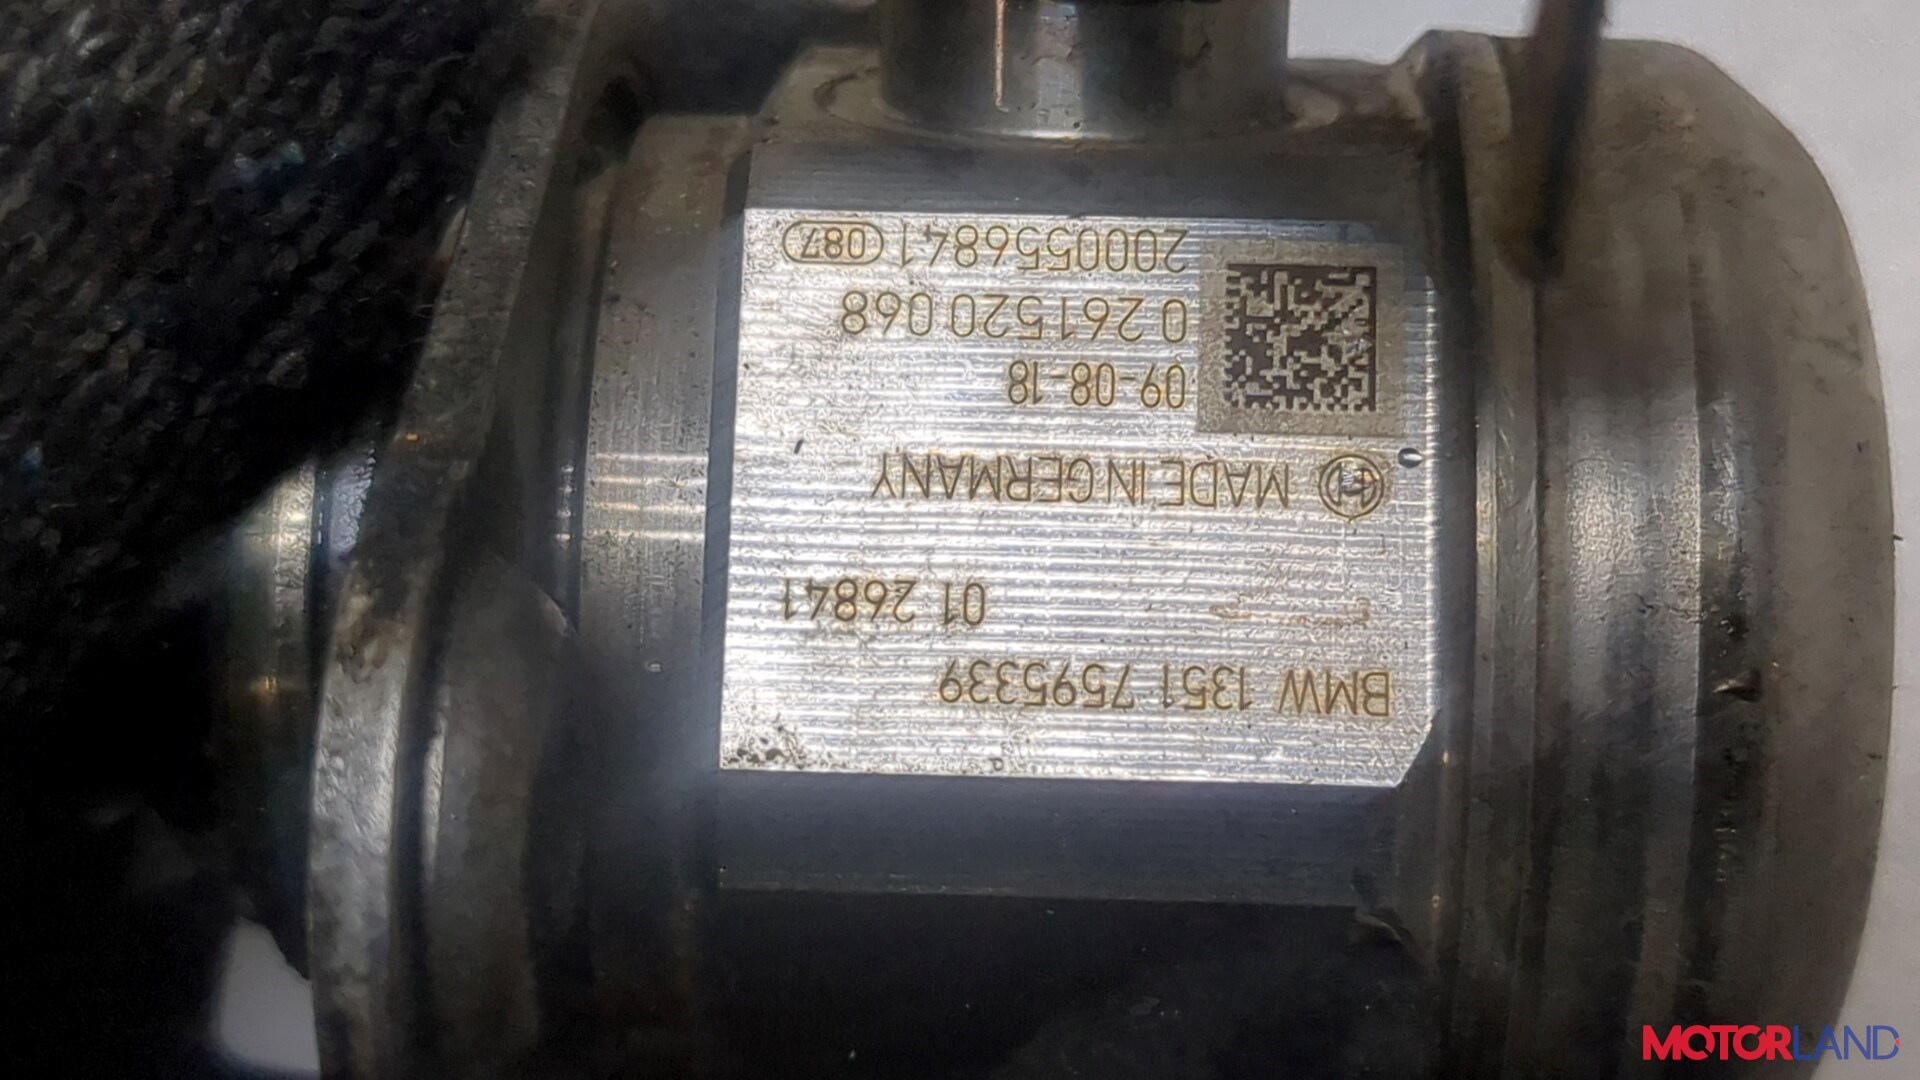 BMW 1351 7595339
01 26841
MADE IN GERMANY
09-08-18
0 261 520 068
2000556841 087
MOTORLAND